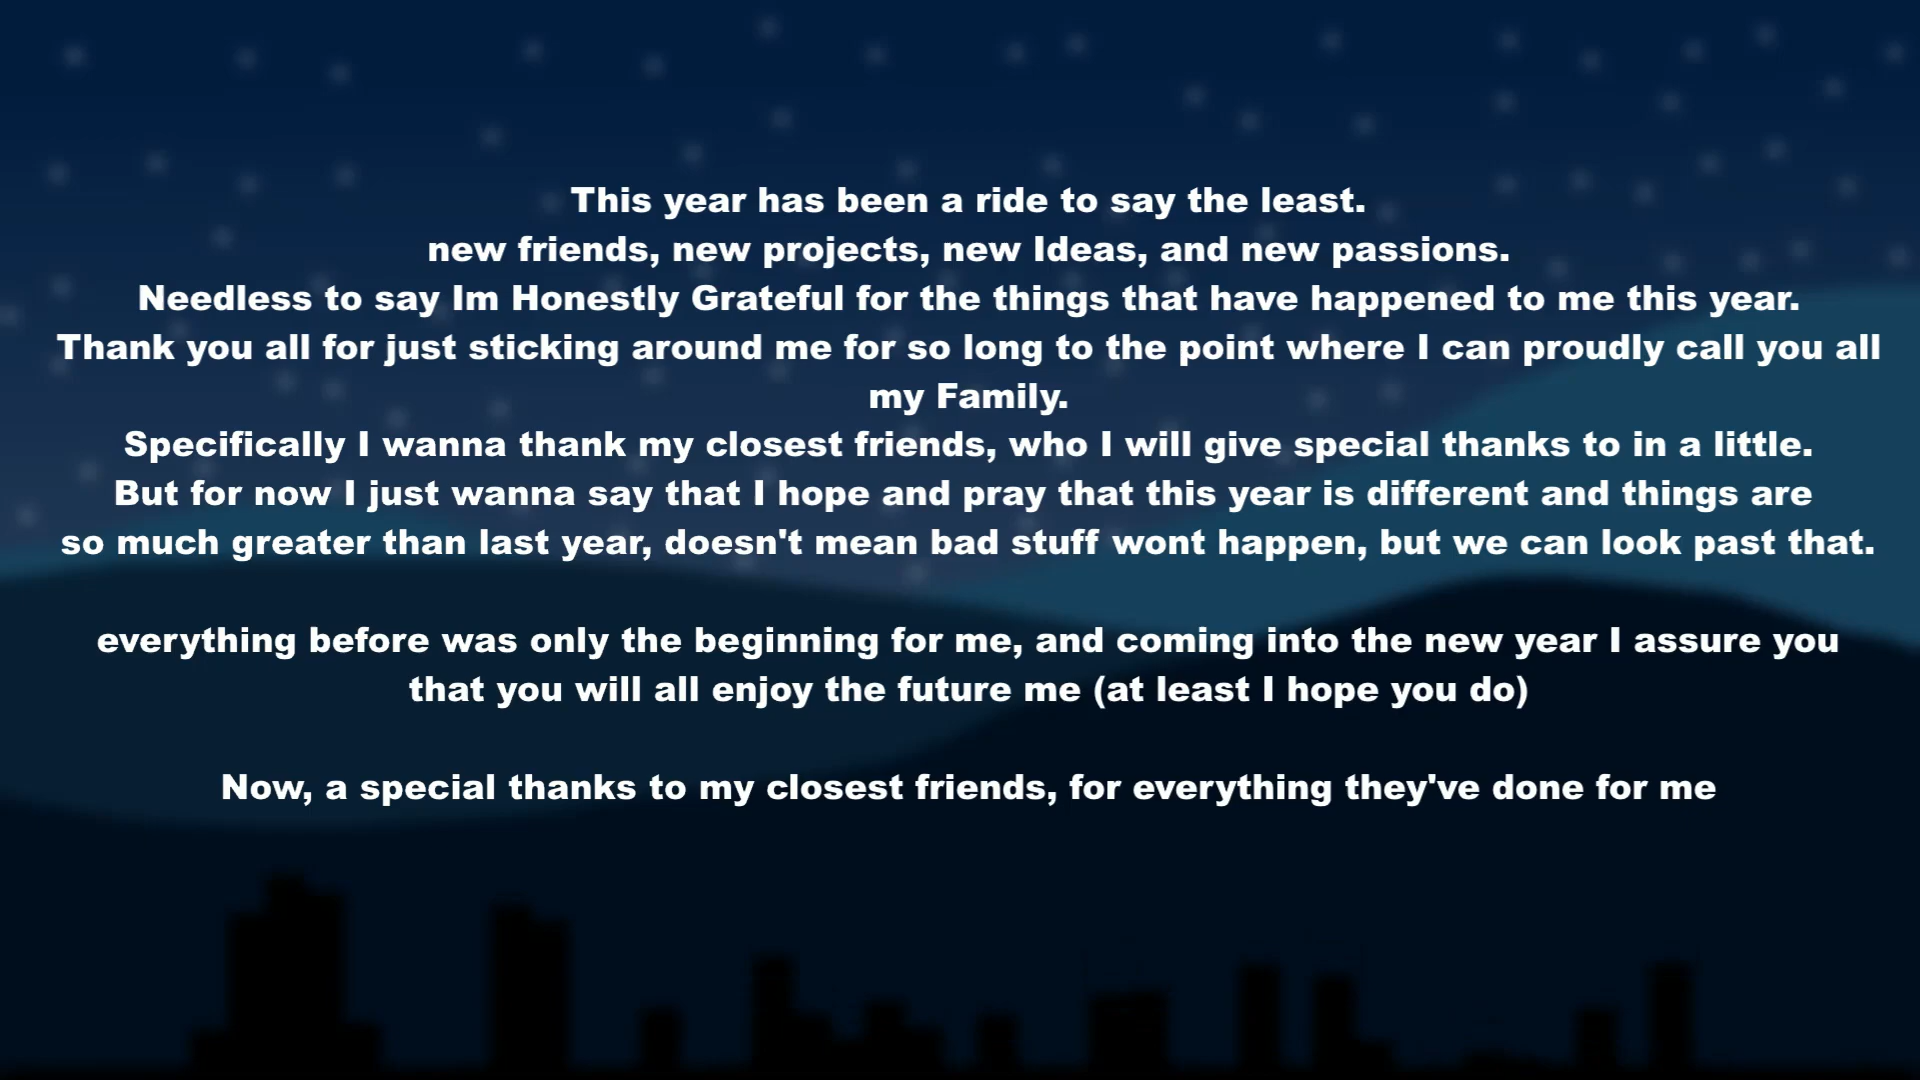 This year has been a ride to say the least.
new friends, new projects, new Ideas, and new passions.
Needless to say Im Honestly Grateful for the things that have happened to me this year.
Thank you all for just sticking around me for so long to the point where I can proudly call you all
my Family.
Specifically I wanna thank my closest friends, who I will give special thanks to in a little.
But for now I just wanna say that I hope and pray that this year is different and things are
so much greater than last year, doesn't mean bad stuff wont happen, but we can look past that.
everything before was only the beginning for me, and coming into the new year I assure you
that you will all enjoy the future me (at least I hope you do)
Now, a special thanks to my closest friends, for everything they've done for me